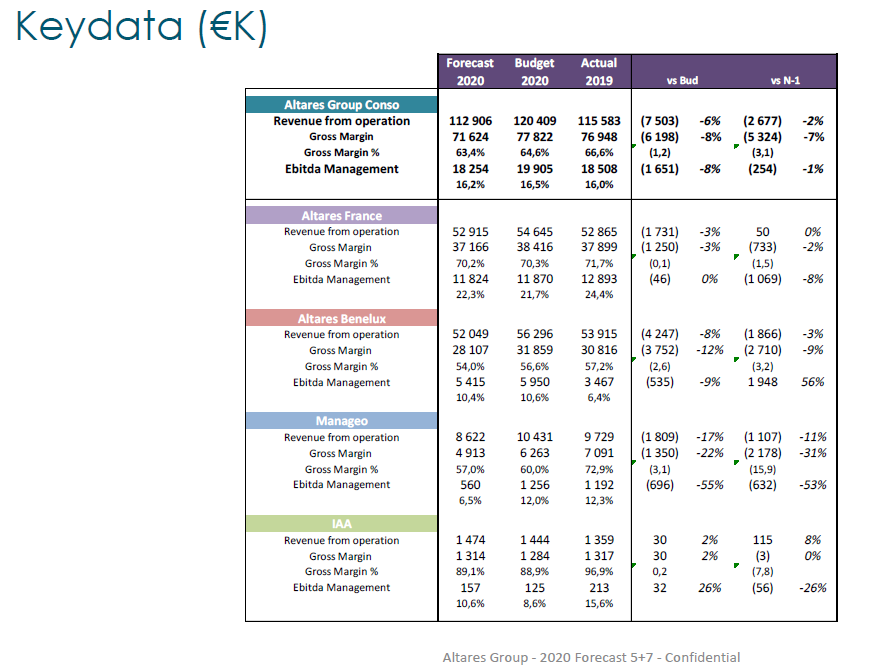 Keydata (€K)
Forecast Budget Actual
2020 2020 2019 vs Bud vs N-1
Altares Group Conso
Revenue from operation 112 906 120 409 115 583 (7 503) -6% (2 677) -2%
Gross Margin 71 624 77 822 76 948 (6 198) -8% (5 324) -7%
Gross Margin % 63,4% 64,6% 66,6% (1,2) (3,1)
Ebitda Management 18 254 19 905 18 508 (1 651) -8% (254) -1%
16,2% 16,5% 16,0%
Altares France
Revenue from operation 52 915 54 645 52 865 (1 731) -3% 50 0%
Gross Margin 37 166 38 416 37 899 (1 250) -3% (733) -2%
Gross Margin % 70,2% 70,3% 71,7% (0,1) (1,5)
Ebitda Management 11 824 11 870 12 893 (46) 0% (1 069) -8%
22,3% 21,7% 24,4%
Altares Benelux
Revenue from operation 52 049 56 296 53 915 (4 247) -8% (1 866) -3%
Gross Margin 28 107 31 859 30 816 (3 752) -12% (2 710) -9%
Gross Margin % 54,0% 56,6% 57,2% (2,6) (3,2)
Ebitda Management 5 415 5 950 3 467 (535) -9% 1 948 56%
10,4% 10,6% 6,4%
Manageo
Revenue from operation 8 622 10 431 9 729 (1 809) -17% (1 107) -11%
Gross Margin 4 913 6 263 7 091 (1 350) -22% (2 178) -31%
Gross Margin % 57,0% 60,0% 72,9% (3,1) (15,9)
Ebitda Management 560 1 256 1 192 (696) -55% (632) -53%
6,5% 12,0% 12,3%
IAA
Revenue from operation 1 474 1 444 1 359 30 2% 115 8%
Gross Margin 1 314 1 284 1 317 30 2% (3) 0%
Gross Margin % 89,1% 88,9% 96,9% 0,2 (7,8)
Ebitda Management 157 125 213 32 26% (56) -26%
10,6% 8,6% 15,6%
Altares Group - 2020 Forecast 5+7 - Confidential